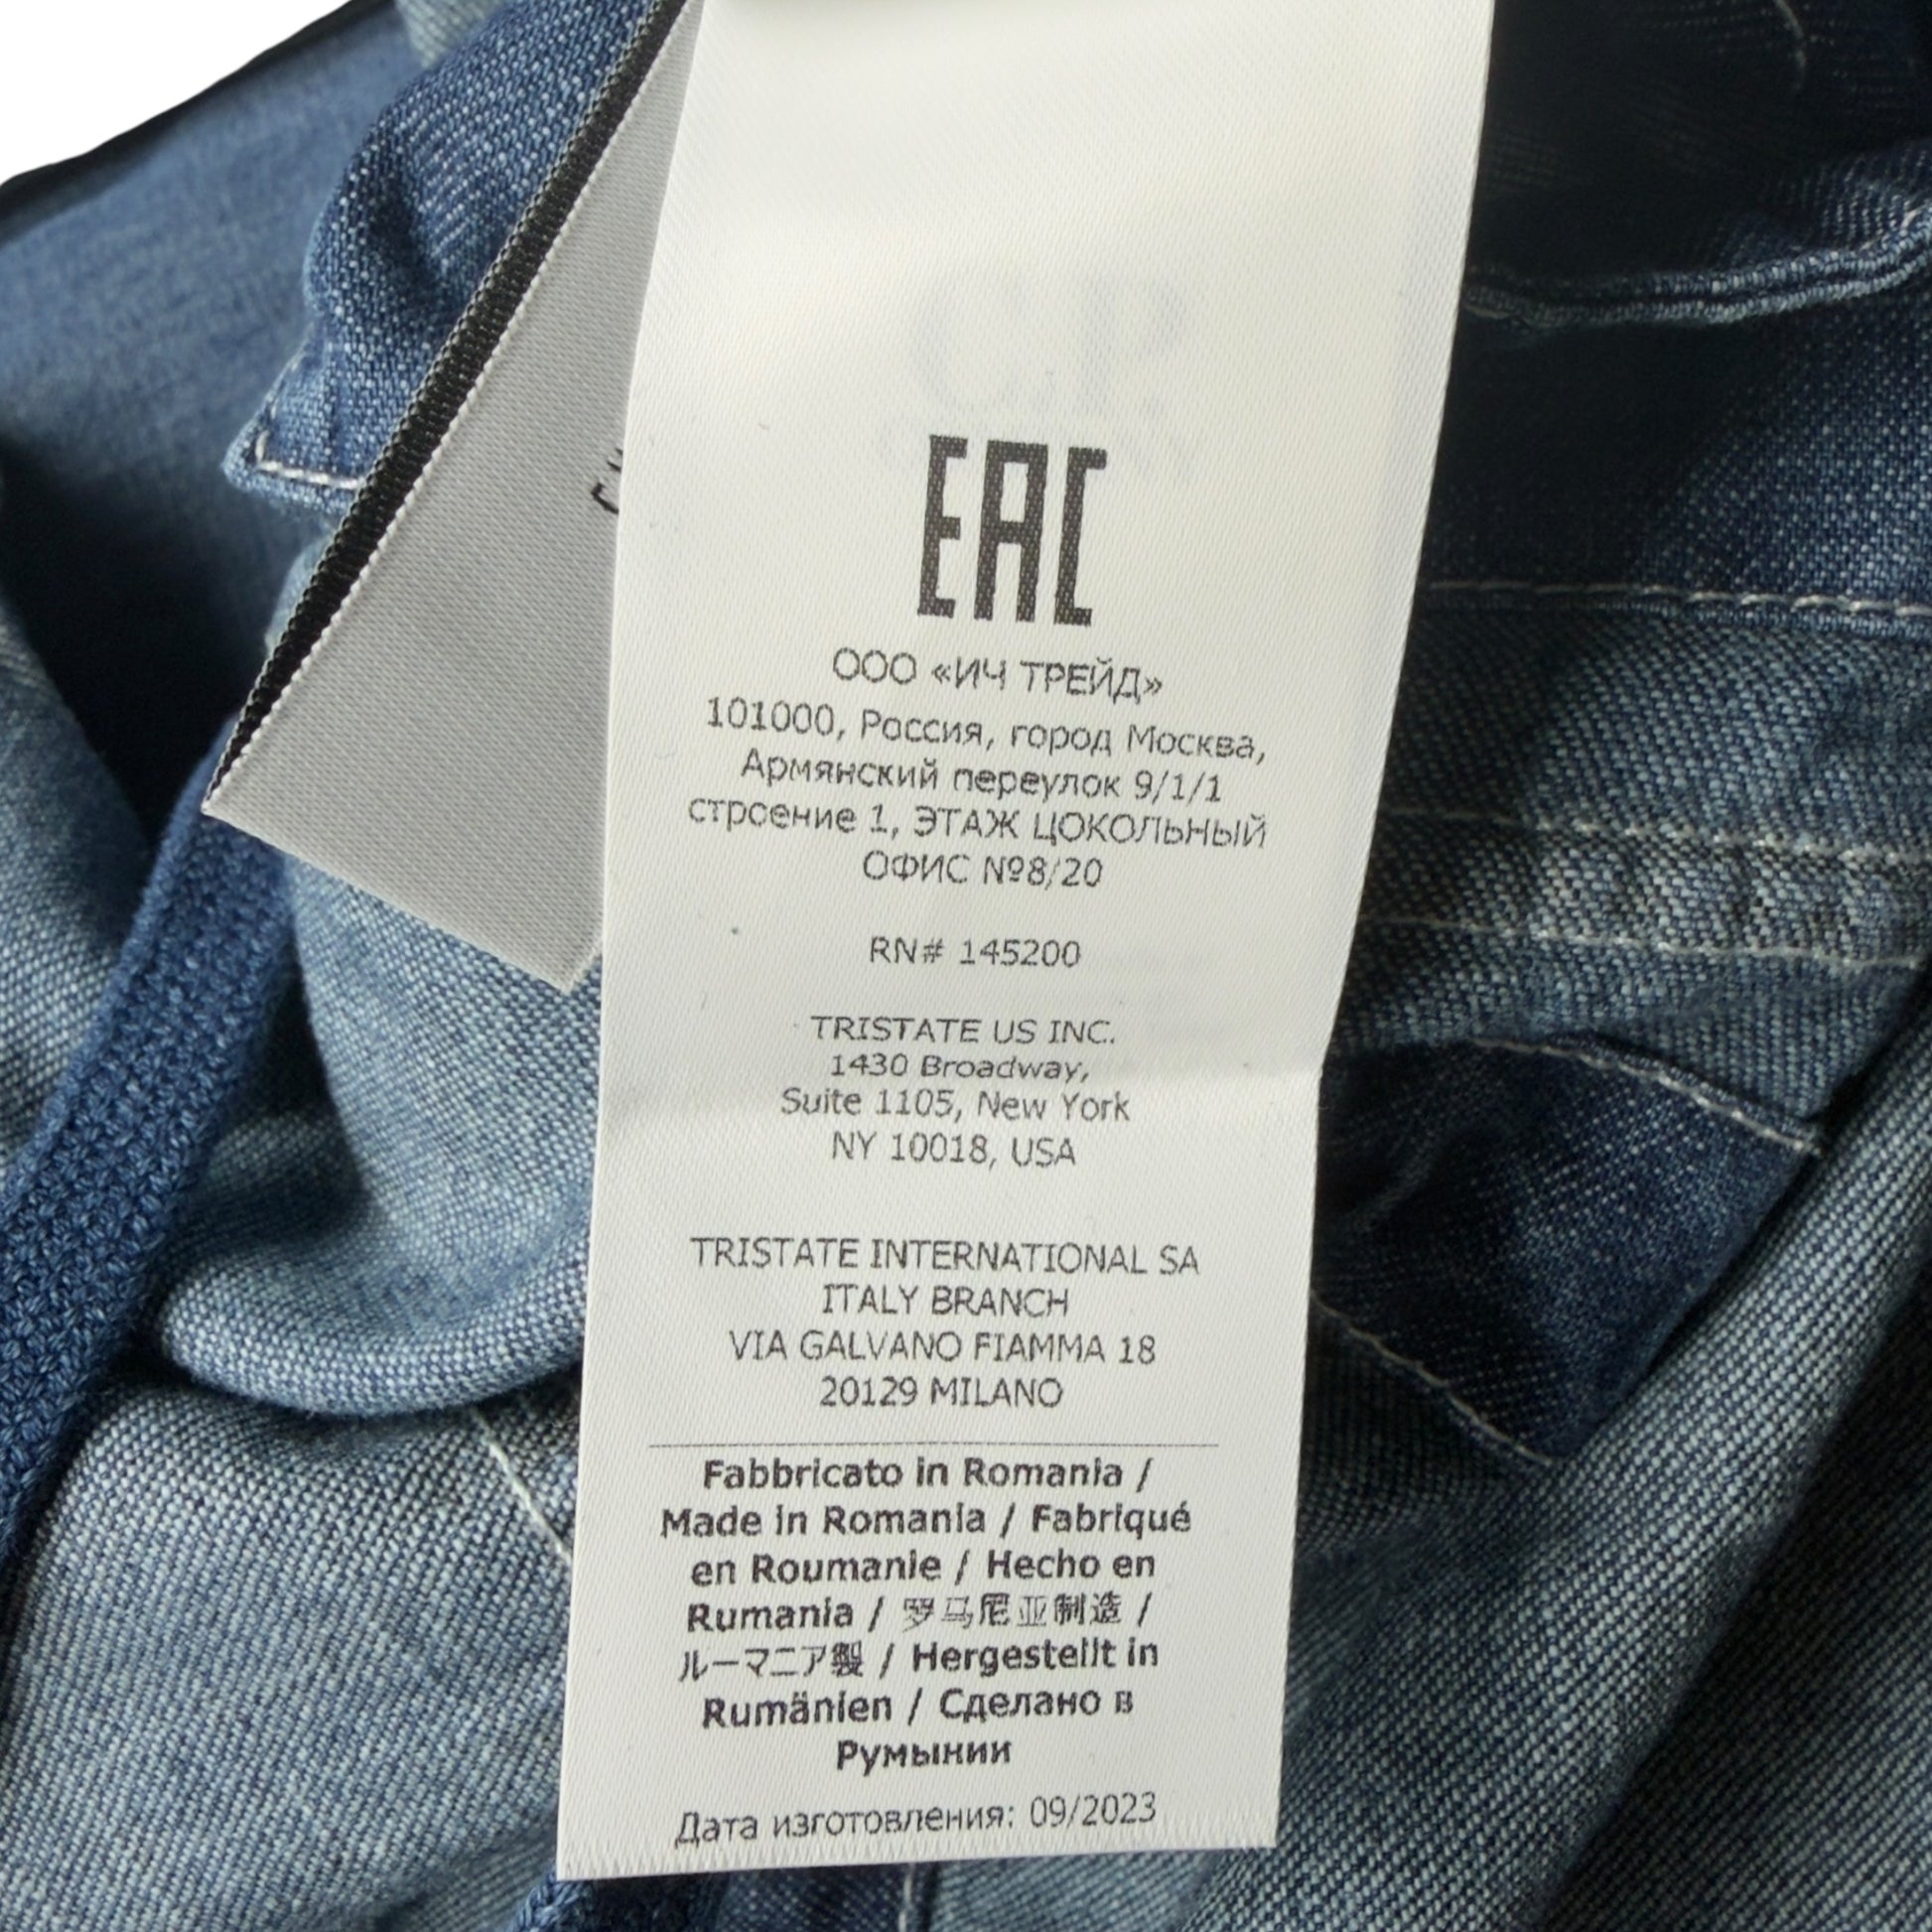 EAC
ООО «ИЧ ТРЕЙД»
101000, Россия, город Москва,
Армянский переулок 9/1/1
строение 1, ЭТАЖ ЦОКОЛЬНЫЙ
ОФИС №8/20
RN# 145200
TRISTATE US INC.
1430 Broadway,
Suite 1105, New York
NY 10018, USA
TRISTATE INTERNATIONAL SA
ITALY BRANCH
VIA GALVANO FIAMMA 18
20129 MILANO
Fabbricato in Romania /
Made in Romania / Fabriqué
en Roumanie / Hecho en
Rumania / 罗马尼亚制造 /
ルーマニア製 / Hergestellt in
Rumänien / Сделано в
Румынии
Дата изготовления: 09/2023